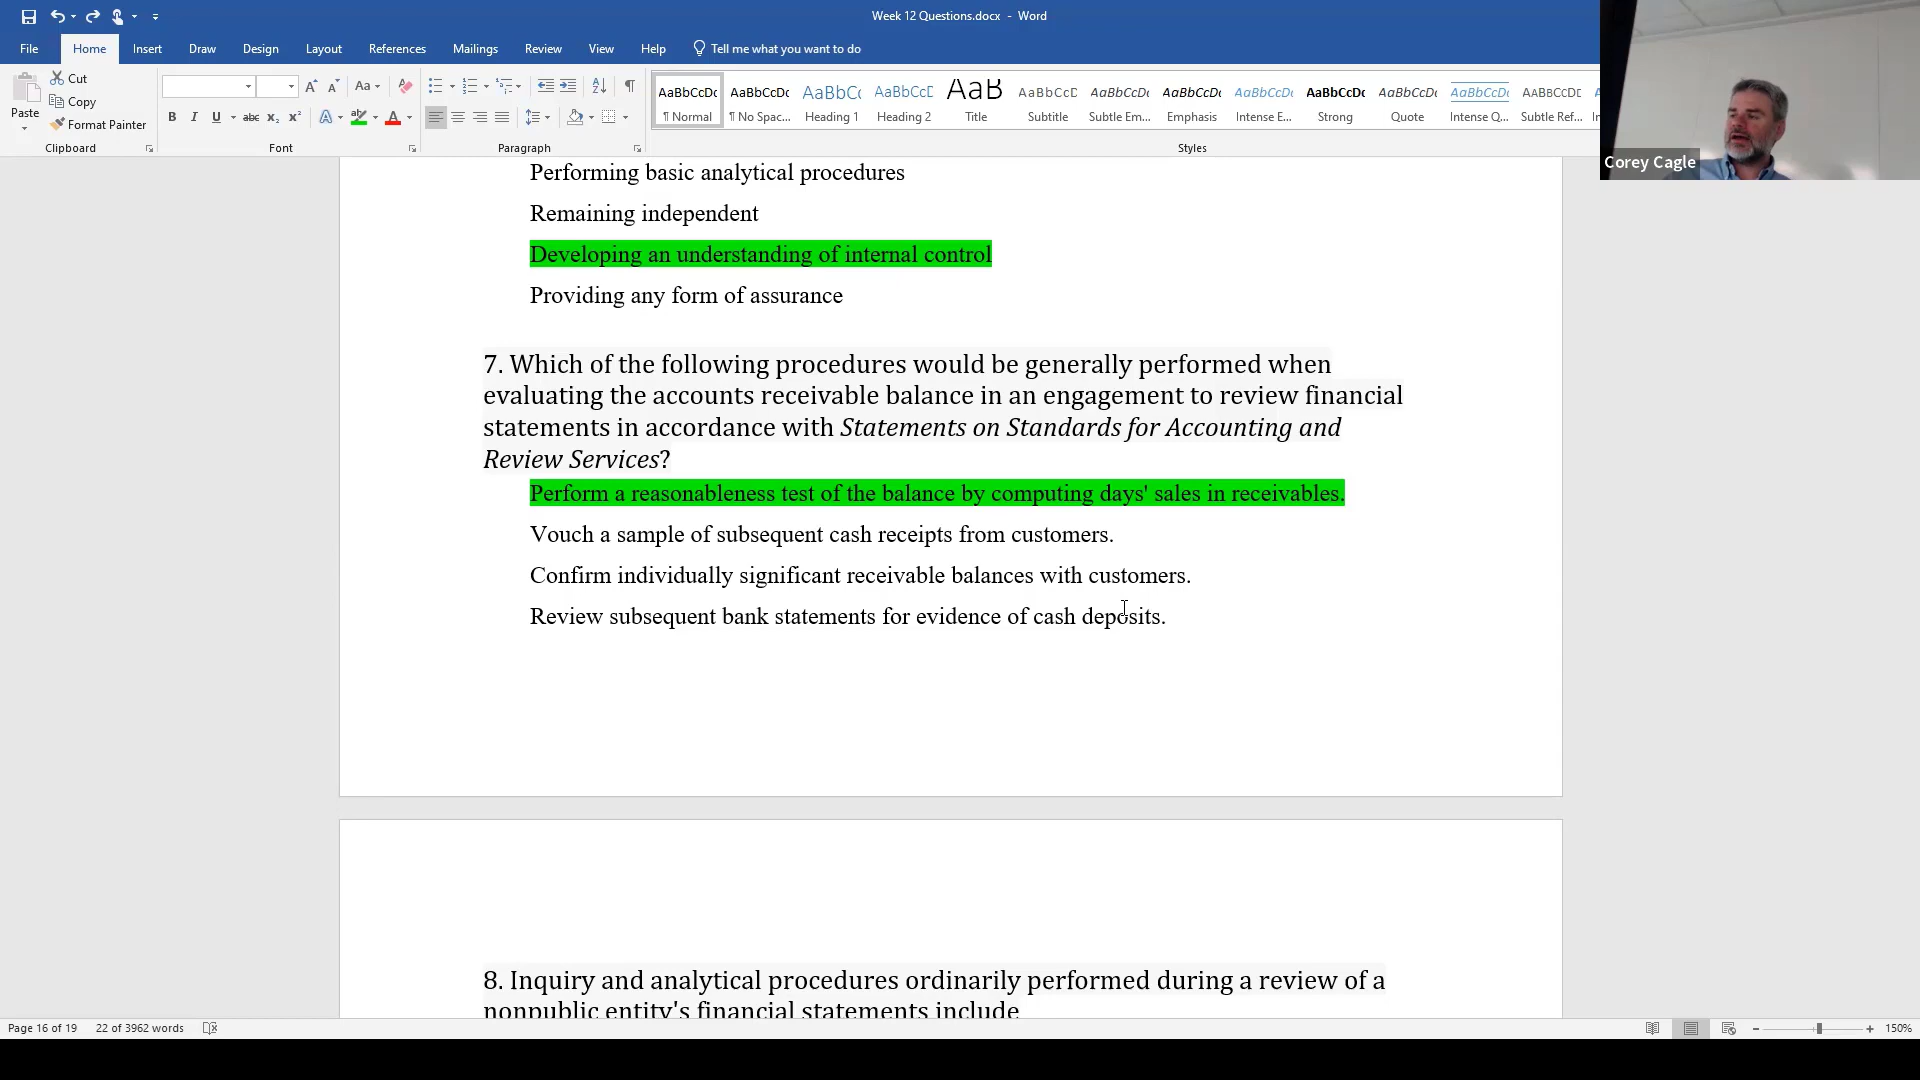 Week 12 Questions.docx - Word
File Home Insert Draw Design Layout References Mailings Review View Help Tell me what you want to do
Paste
Cut
Copy
Format Painter
Clipboard
Aa
B I U abc X₂ X² A A
Font
Paragraph
AaBbCcDc AaBbCcDc AaBbCc AaBbCcD AaB AaBbCcD AaBbCcDc AaBbCcDc AaBbCcDc AaBbCcDc AaBbCcDc AaBbCcDc AABBCCDE
¶ Normal ¶ No Spac... Heading 1 Heading 2 Title Subtitle Subtle Em... Emphasis Intense E... Strong Quote Intense Q... Subtle Ref...
Styles
Corey Cagle
Performing basic analytical procedures
Remaining independent
Developing an understanding of internal control
Providing any form of assurance
7. Which of the following procedures would be generally performed when
evaluating the accounts receivable balance in an engagement to review financial
statements in accordance with Statements on Standards for Accounting and
Review Services?
Perform a reasonableness test of the balance by computing days' sales in receivables.
Vouch a sample of subsequent cash receipts from customers.
Confirm individually significant receivable balances with customers.
Review subsequent bank statements for evidence of cash deposits.
8. Inquiry and analytical procedures ordinarily performed during a review of a
nonpublic entity's financial statements include
Page 16 of 19 22 of 3962 words 150%